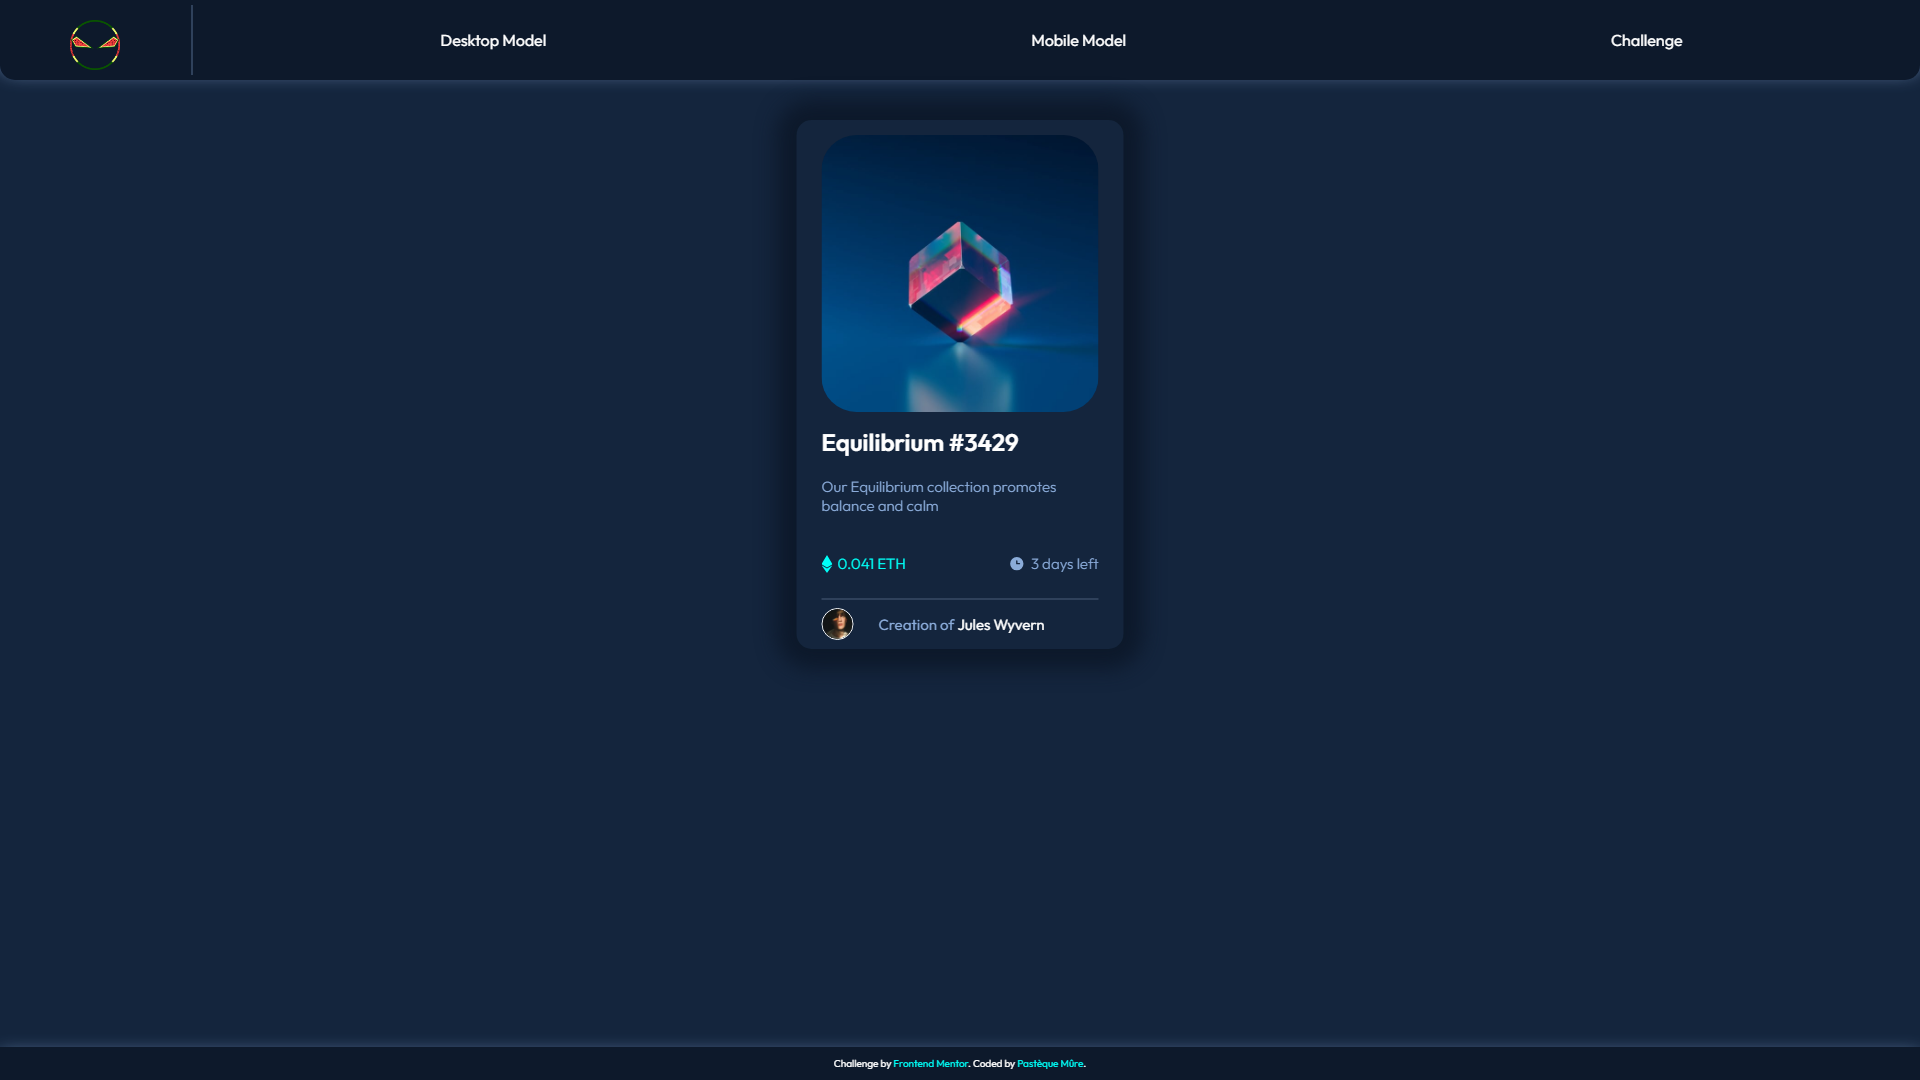 Desktop Model
Mobile Model
Challenge
Equilibrium #3429
Our Equilibrium collection promotes
balance and calm
0.041 ETH
3 days left
Creation of Jules Wyvern
Challenge by Frontend Mentor. Coded by Pastèque Mûre.